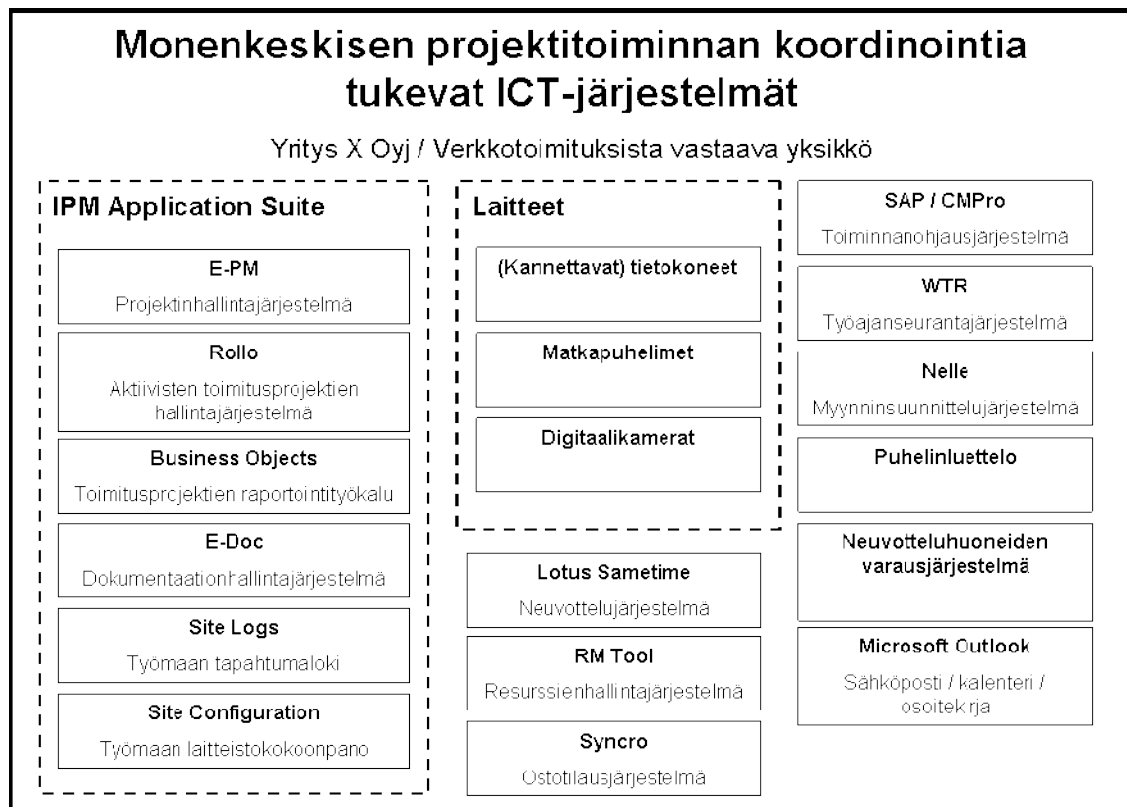 Monenkeskisen projektitoiminnan koordinointia
tukevat ICT-järjestelmät
Yritys X Oyj / Verkkotoimituksista vastaava yksikkö
IPM Application Suite
E-PM
Projektinhallintajärjestelmä
Rollo
Aktiivisten toimitusprojektien
hallintajärjestelmä
Business Objects
Toimitusprojektien raportointityökalu
E-Doc
Dokumentaationhallintajärjestelmä
Site Logs
Työmaan tapahtumaloki
Site Configuration
Työmaan laitteistokokoonpano
Laitteet
(Kannettavat) tietokoneet
Matkapuhelimet
Digitaalikamerat
Lotus Sametime
Neuvottelujärjestelmä
RM Tool
Resurssienhallintajärjestelmä
Syncro
Ostotilausjärjestelmä
SAP / CMPro
Toiminnanohjausjärjestelmä
WTR
Työajanseurantajärjestelmä
Nelle
Myynninsuunnittelujärjestelmä
Puhelinluettelo
Neuvotteluhuoneiden
varausjärjestelmä
Microsoft Outlook
Sähköposti / kalenteri /
osoitekirja